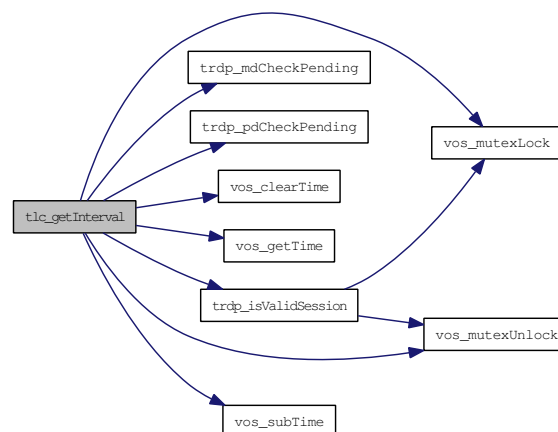 trdp_mdCheckPending
trdp_pdCheckPending
vos_mutexLock
vos_clearTime
tlc_getInterval
vos_getTime
trdp_isValidSession
vos_mutexUnlock
vos_subTime